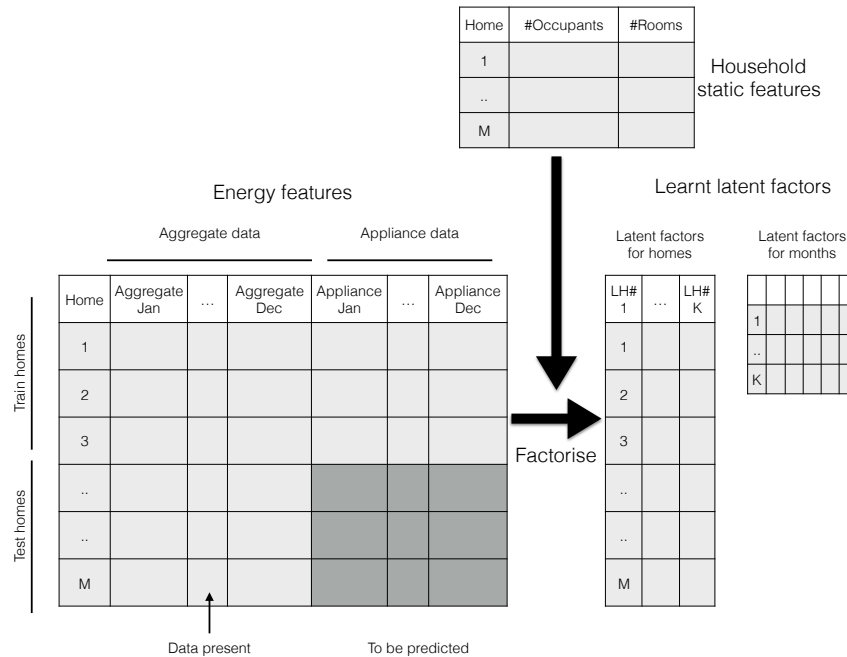 Home #Occupants #Rooms
1
..
M
Household
static features
Energy features
Learnt latent factors
Aggregate data
Appliance data
Latent factors
for homes
Latent factors
for months
Home
Aggregate
Jan
...
Aggregate
Dec
Appliance
Jan
...
Appliance
Dec
LH#
1
...
LH#
K
Train homes
1
2
3
Test homes
..
..
M
Factorise
1
2
3
..
..
M
1
..
K
Data present
To be predicted